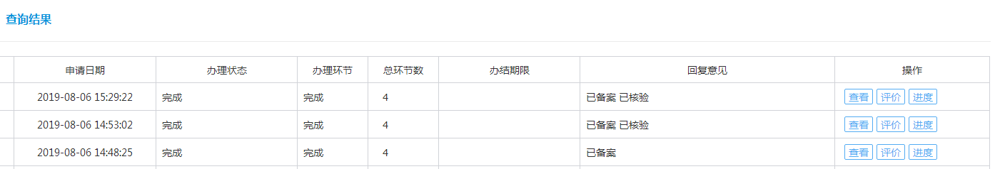 查询结果
申请日期 办理状态 办理环节 总环节数 办结期限 回复意见 操作
2019-08-06 15:29:22 完成 完成 4 已备案 已核验 查看 评价 进度
2019-08-06 14:53:02 完成 完成 4 已备案 已核验 查看 评价 进度
2019-08-06 14:48:25 完成 完成 4 已备案 查看 评价 进度